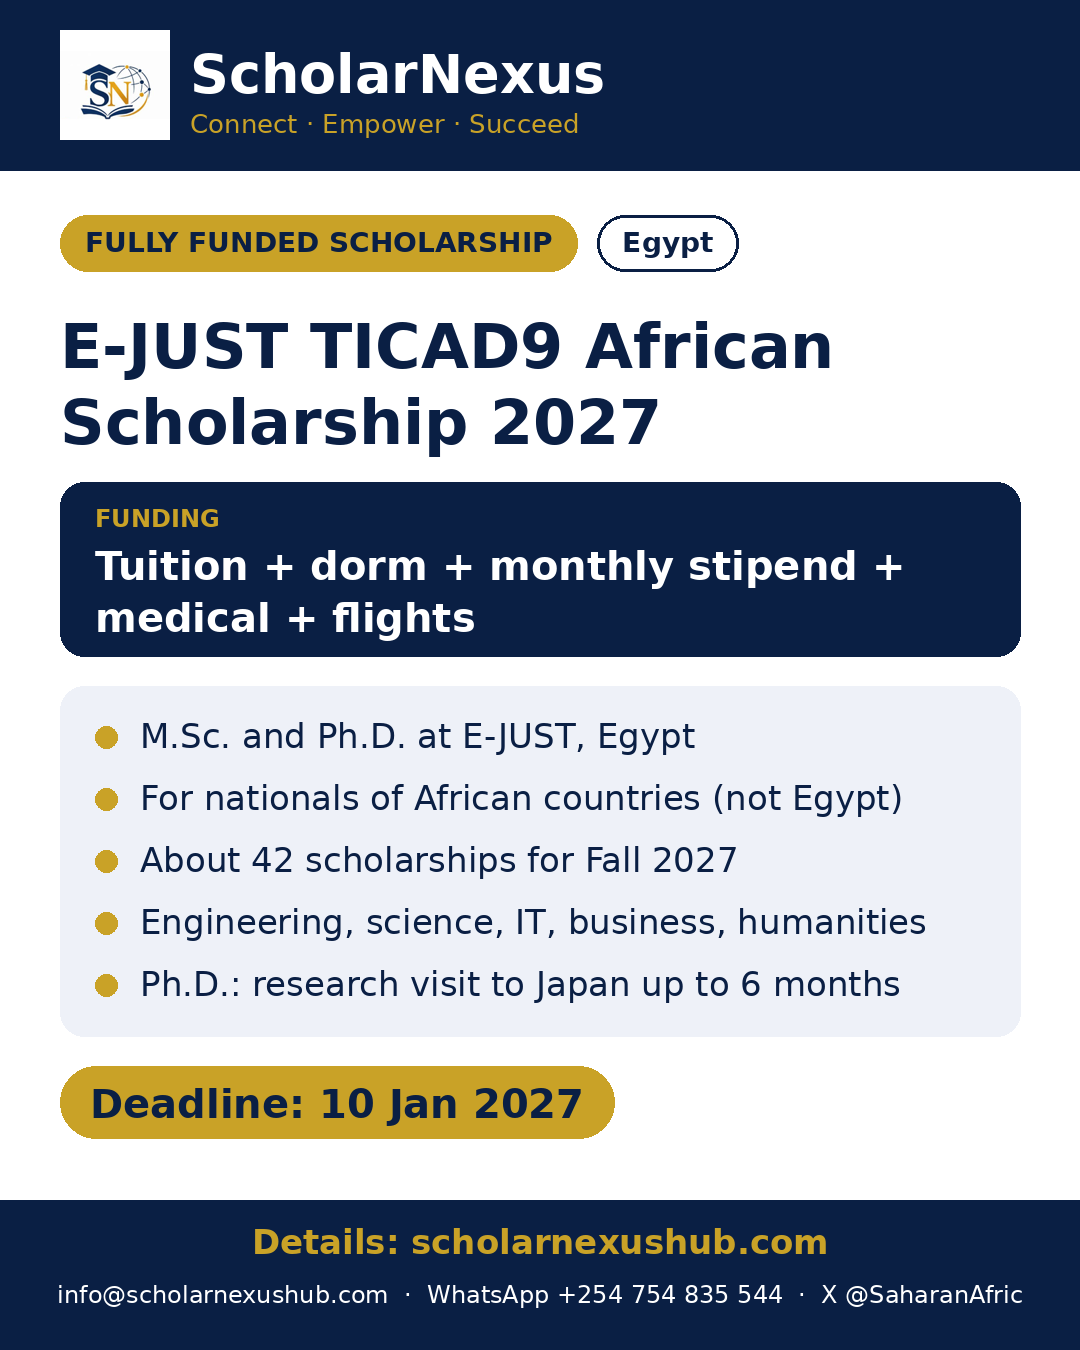 SN
ScholarNexus
Connect · Empower · Succeed
FULLY FUNDED SCHOLARSHIP
Egypt
E-JUST TICAD9 African
Scholarship 2027
FUNDING
Tuition + dorm + monthly stipend +
medical + flights
M.Sc. and Ph.D. at E-JUST, Egypt
For nationals of African countries (not Egypt)
About 42 scholarships for Fall 2027
Engineering, science, IT, business, humanities
Ph.D.: research visit to Japan up to 6 months
Deadline: 10 Jan 2027
Details: scholarnexushub.com
info@scholarnexushub.com · WhatsApp +254 754 835 544 · X @SaharanAfric